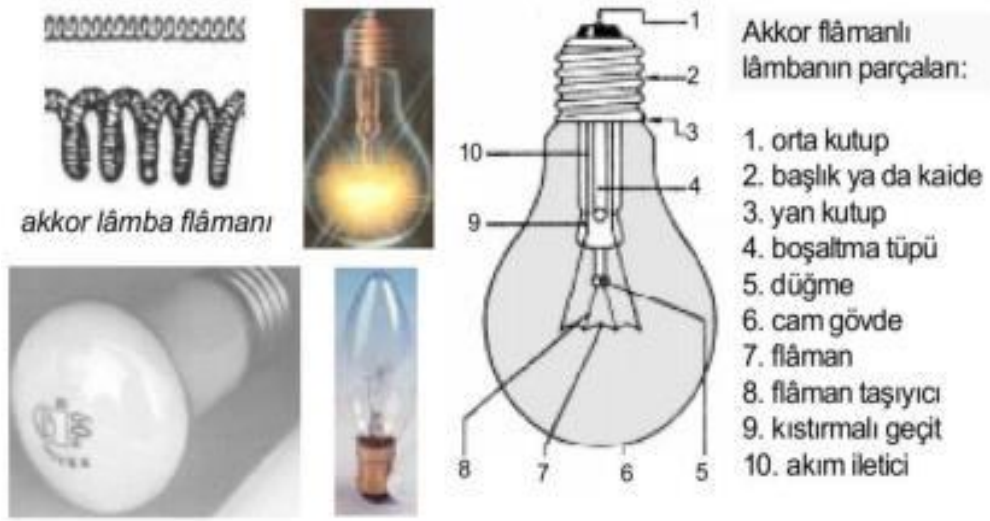 akkor lâmba flâmanı
1
2
3
10
4
9
8
7
6
5
Akkor flâmanlı
lâmbanın parçaları:
1. orta kutup
2. başlık ya da kaide
3. yan kutup
4. boşaltma tüpü
5. düğme
6. cam gövde
7. flâman
8. flâman taşıyıcı
9. kıstırmalı geçit
10. akım iletici